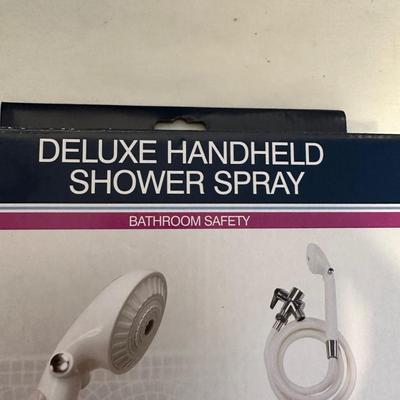 DELUXE HANDHELD
SHOWER SPRAY
BATHROOM SAFETY